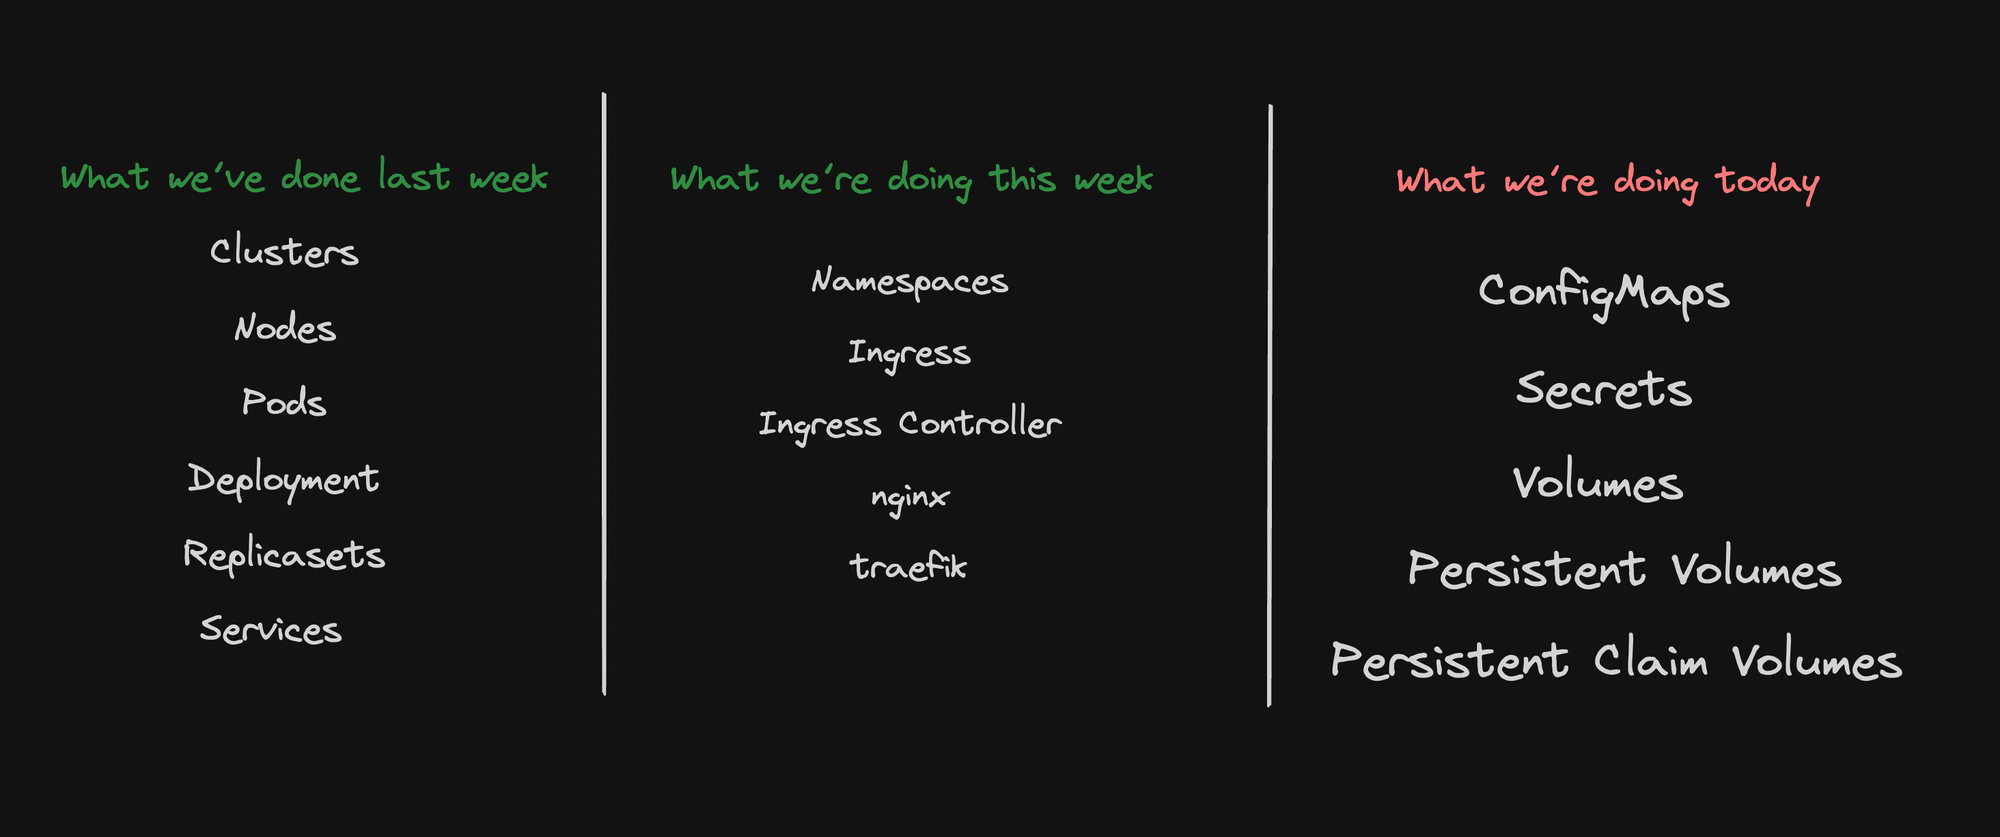 What we've done last week
Clusters
Nodes
Pods
Deployment
Replicasets
Services
What we're doing this week
Namespaces
Ingress
Ingress Controller
nginx
traefik
What we're doing today
ConfigMaps
Secrets
Volumes
Persistent Volumes
Persistent Claim Volumes